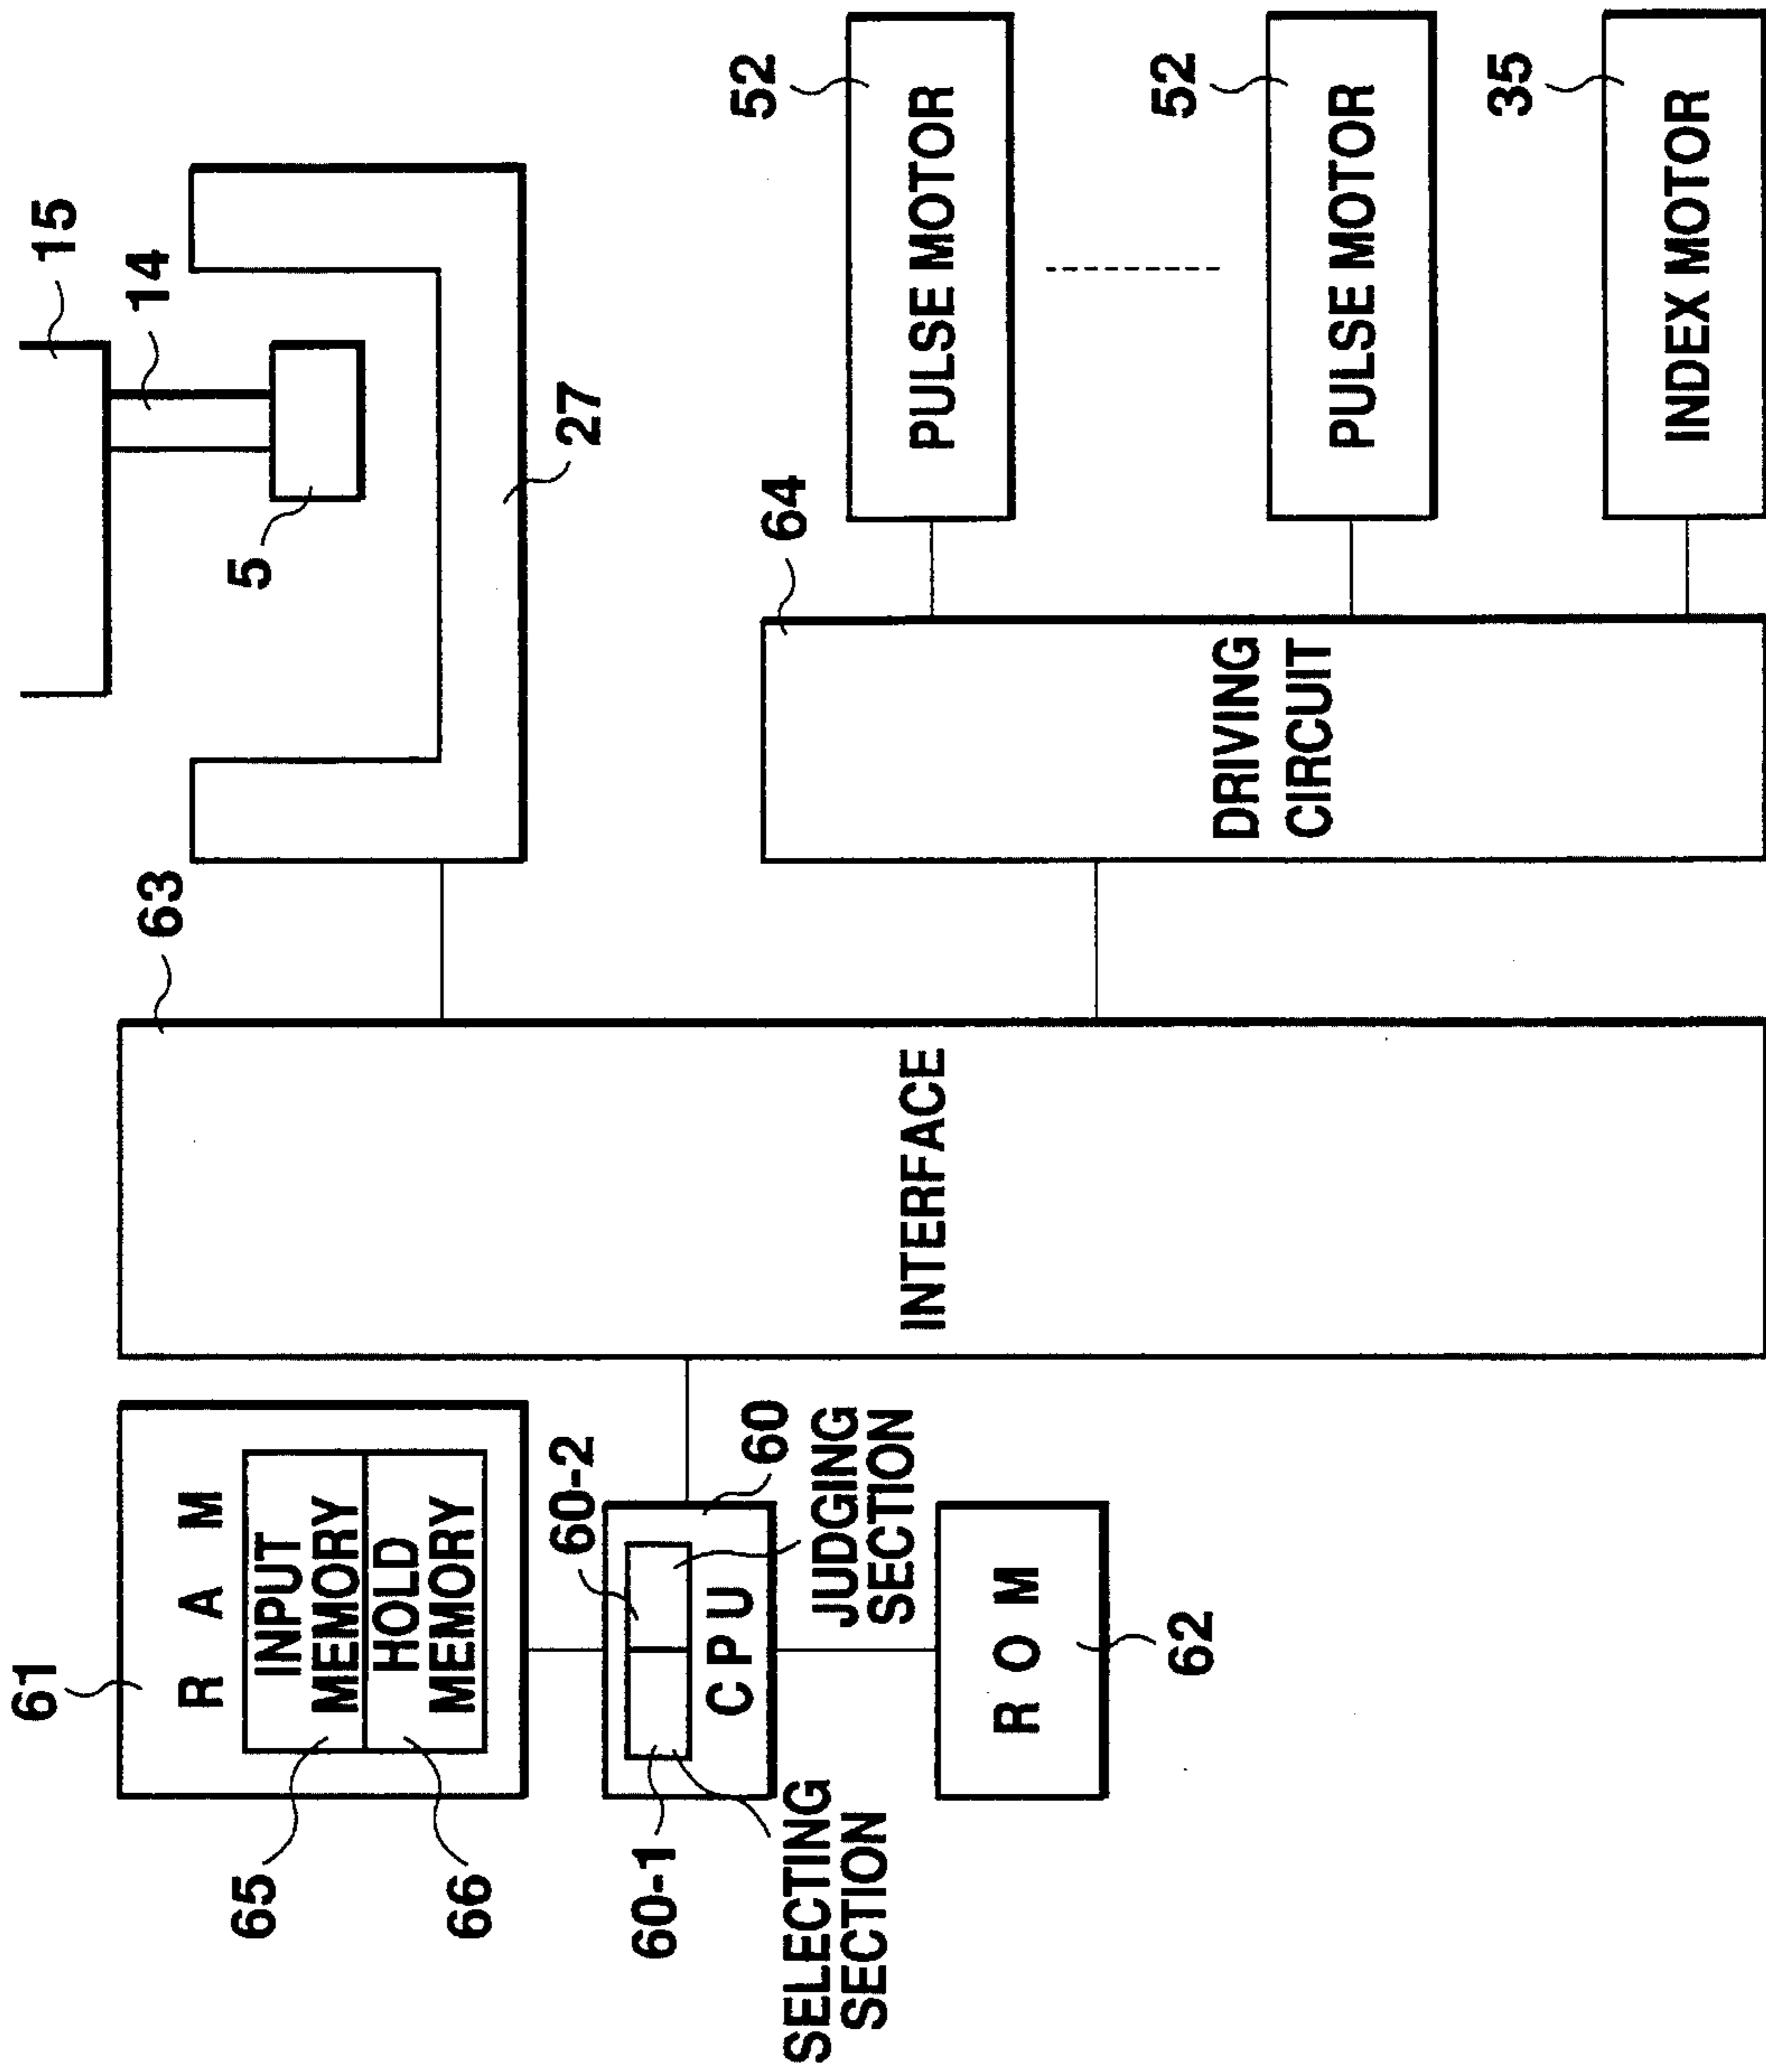 61
R A M
INPUT
MEMORY
HOLD
MEMORY
65
66
60-2
60
C P U
60-1
SELECTING
SECTION
JUDGING
SECTION
R O M
62
63
INTERFACE
15
14
5
27
64
DRIVING
CIRCUIT
52
PULSE MOTOR
52
PULSE MOTOR
35
INDEX MOTOR